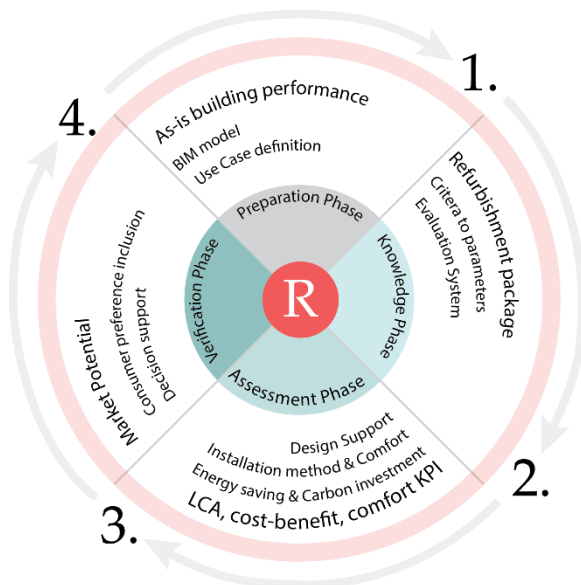 1.
As-is building performance
BIM model
Use Case definition
Preparation Phase
Refurbishment package
Critera to parameters
Evaluation System
Knowledge Phase
2.
Assessment Phase
Design Support
Installation method & Comfort
Energy saving & Carbon investment
LCA, cost-benefit, comfort KPI
3.
Market Potential
Consumer preference inclusion
Decision support
Verification Phase
4.
R